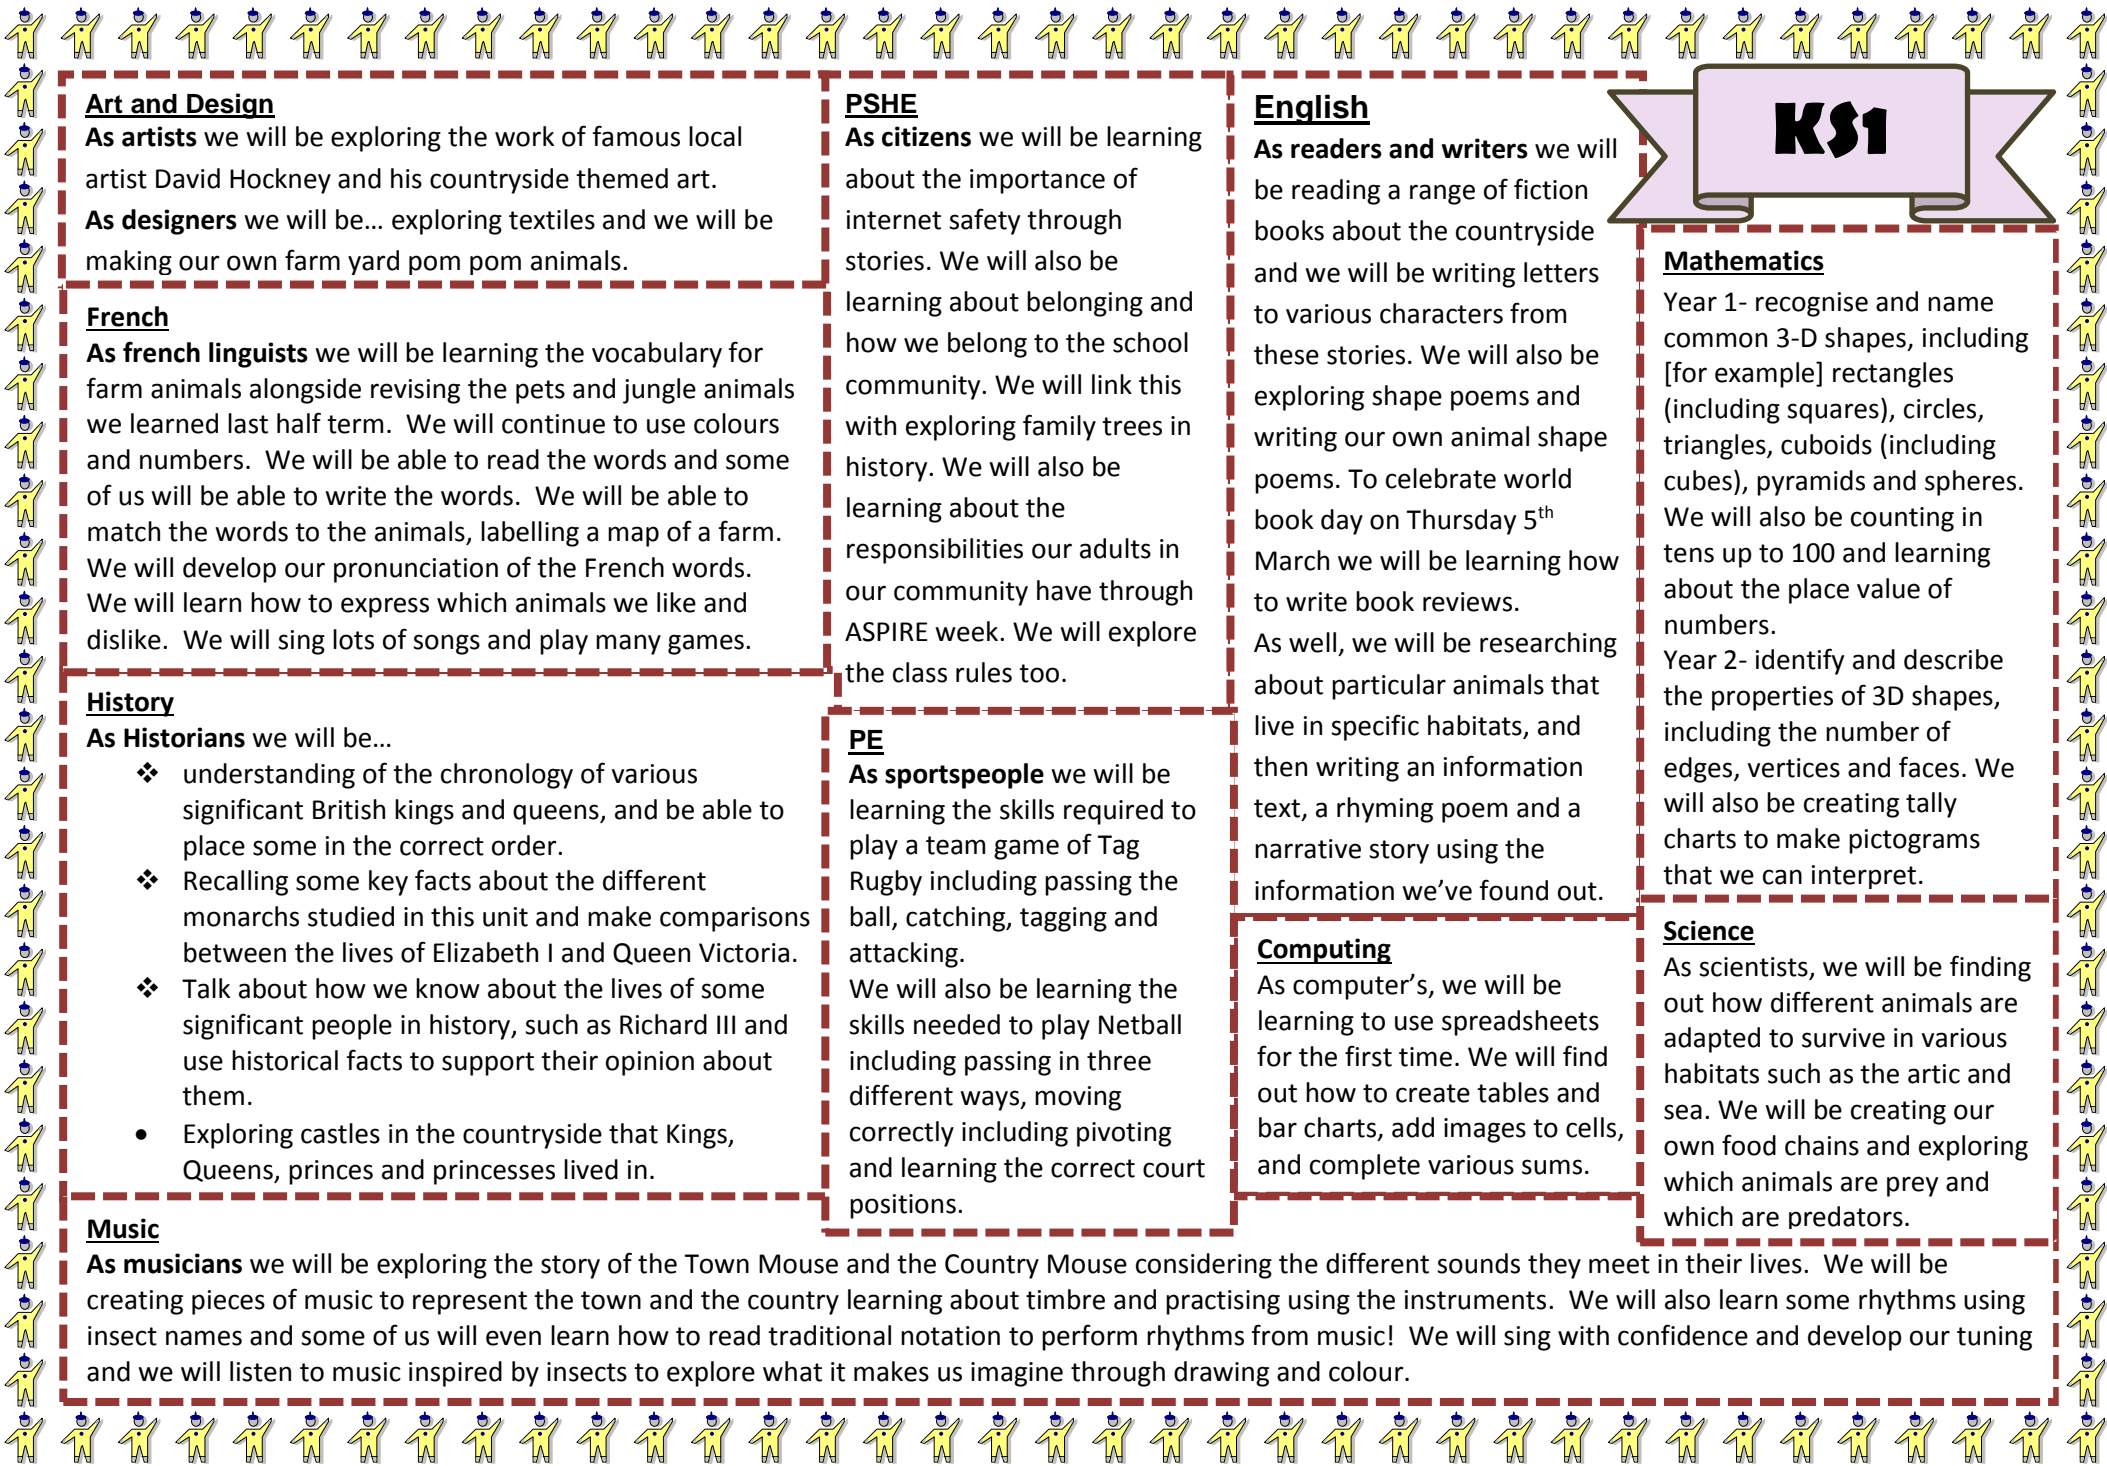 Art and Design
As artists we will be exploring the work of famous local
artist David Hockney and his countryside themed art.
As designers we will be… exploring textiles and we will be
making our own farm yard pom pom animals.
French
As french linguists we will be learning the vocabulary for
farm animals alongside revising the pets and jungle animals
we learned last half term.  We will continue to use colours
and numbers.  We will be able to read the words and some
of us will be able to write the words.  We will be able to
match the words to the animals, labelling a map of a farm.
We will develop our pronunciation of the French words.
We will learn how to express which animals we like and
dislike.  We will sing lots of songs and play many games.
History
As Historians we will be…
❖ understanding of the chronology of various
significant British kings and queens, and be able to
place some in the correct order.
❖ Recalling some key facts about the different
monarchs studied in this unit and make comparisons
between the lives of Elizabeth I and Queen Victoria.
❖ Talk about how we know about the lives of some
significant people in history, such as Richard III and
use historical facts to support their opinion about
them.
• Exploring castles in the countryside that Kings,
Queens, princes and princesses lived in.
PSHE
As citizens we will be learning
about the importance of
internet safety through
stories. We will also be
learning about belonging and
how we belong to the school
community. We will link this
with exploring family trees in
history. We will also be
learning about the
responsibilities our adults in
our community have through
ASPIRE week. We will explore
the class rules too.
PE
As sportspeople we will be
learning the skills required to
play a team game of Tag
Rugby including passing the
ball, catching, tagging and
attacking.
We will also be learning the
skills needed to play Netball
including passing in three
different ways, moving
correctly including pivoting
and learning the correct court
positions.
English
As readers and writers we will
be reading a range of fiction
books about the countryside
and we will be writing letters
to various characters from
these stories. We will also be
exploring shape poems and
writing our own animal shape
poems. To celebrate world
book day on Thursday 5th
March we will be learning how
to write book reviews.
As well, we will be researching
about particular animals that
live in specific habitats, and
then writing an information
text, a rhyming poem and a
narrative story using the
information we’ve found out.
Computing
As computer’s, we will be
learning to use spreadsheets
for the first time. We will find
out how to create tables and
bar charts, add images to cells,
and complete various sums.
KS1
Mathematics
Year 1- recognise and name
common 3-D shapes, including
[for example] rectangles
(including squares), circles,
triangles, cuboids (including
cubes), pyramids and spheres.
We will also be counting in
tens up to 100 and learning
about the place value of
numbers.
Year 2- identify and describe
the properties of 3D shapes,
including the number of
edges, vertices and faces. We
will also be creating tally
charts to make pictograms
that we can interpret.
Science
As scientists, we will be finding
out how different animals are
adapted to survive in various
habitats such as the artic and
sea. We will be creating our
own food chains and exploring
which animals are prey and
which are predators.
Music
As musicians we will be exploring the story of the Town Mouse and the Country Mouse considering the different sounds they meet in their lives.  We will be
creating pieces of music to represent the town and the country learning about timbre and practising using the instruments.  We will also learn some rhythms using
insect names and some of us will even learn how to read traditional notation to perform rhythms from music!  We will sing with confidence and develop our tuning
and we will listen to music inspired by insects to explore what it makes us imagine through drawing and colour.